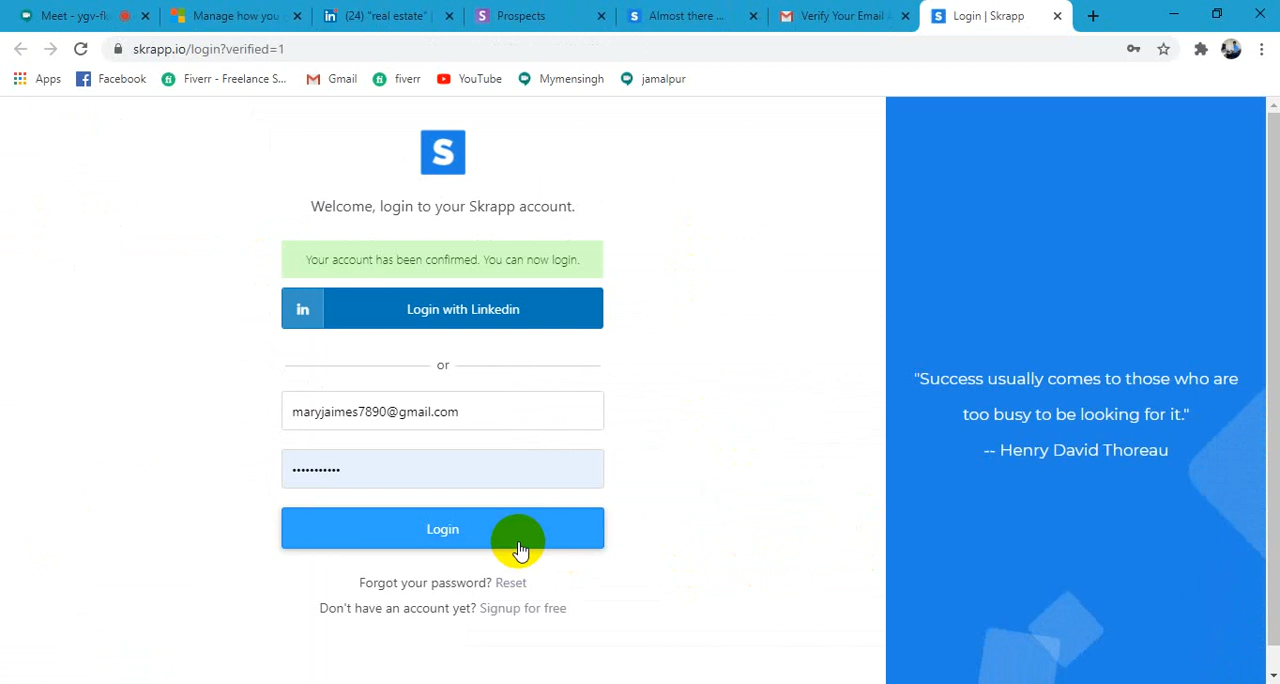 Meet - ygv-fl
Manage how you
(24) "real estate"
Prospects
Almost there ...
Verify Your Email
Login | Skrapp
skrapp.io/login?verified=1
Apps
Facebook
Fiverr - Freelance S...
Gmail
fiverr
YouTube
Mymensingh
jamalpur
S
Welcome, login to your Skrapp account.
Your account has been confirmed. You can now login.
in
Login with Linkedin
or
maryjaimes7890@gmail.com
•••••••••••
Login
Forgot your password? Reset
Don't have an account yet? Signup for free
"Success usually comes to those who are
too busy to be looking for it."
-- Henry David Thoreau